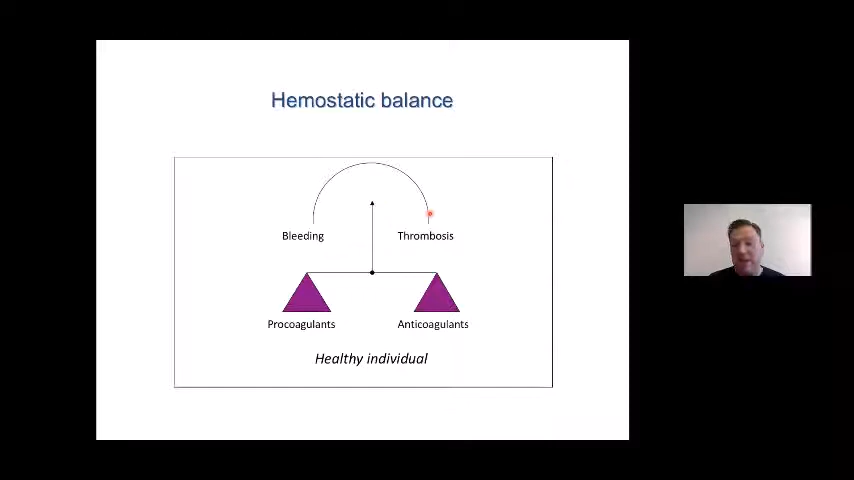 Hemostatic balance
Bleeding Thrombosis
Procoagulants Anticoagulants
Healthy individual